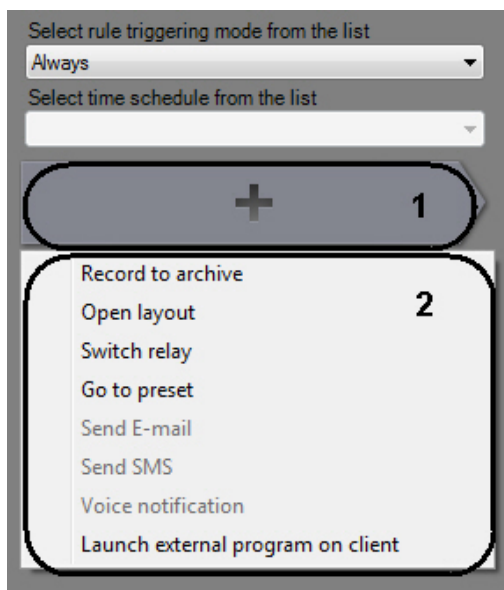 Select rule triggering mode from the list
Always
Select time schedule from the list
+ 1
2
Record to archive
Open layout
Switch relay
Go to preset
Send E-mail
Send SMS
Voice notification
Launch external program on client